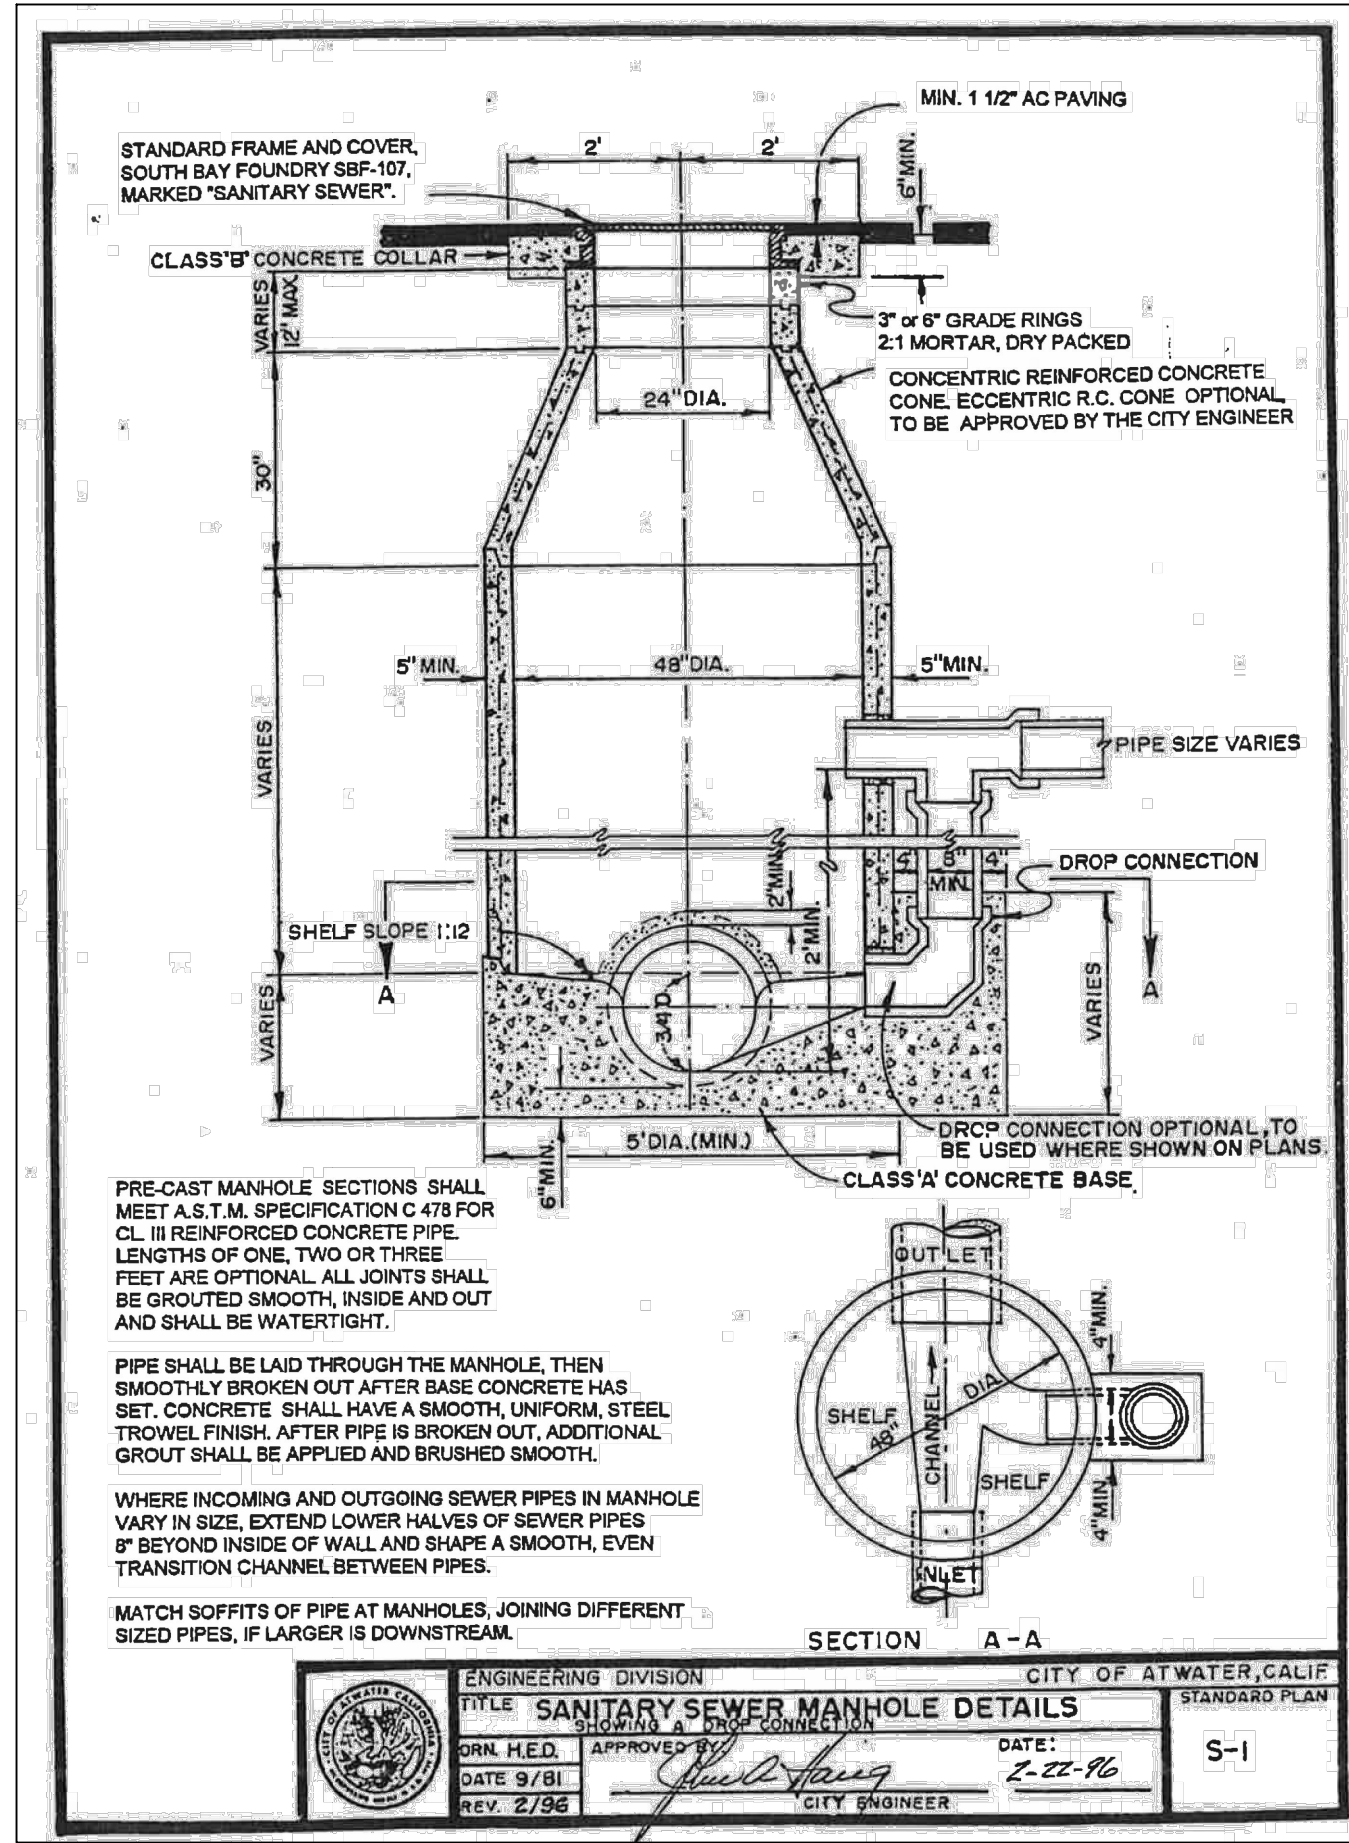 MIN. 1 1/2" AC PAVING
STANDARD FRAME AND COVER,
SOUTH BAY FOUNDRY SBF-107,
MARKED "SANITARY SEWER".
2'
2'
6"MIN.
CLASS'B' CONCRETE COLLAR
VARIES
12" MAX.
3" or 6" GRADE RINGS
2:1 MORTAR, DRY PACKED
CONCENTRIC REINFORCED CONCRETE
CONE. ECCENTRIC R.C. CONE OPTIONAL
TO BE APPROVED BY THE CITY ENGINEER
24" DIA.
30"
5" MIN.
48" DIA.
5"MIN.
VARIES
PIPE SIZE VARIES
4"
8"
4"
MIN.
DROP CONNECTION
2"MIN.
2'MIN.
SHELF SLOPE 1:12
A
A
3/4 D
VARIES
VARIES
5' DIA.(MIN.)
6"MIN.
DROP CONNECTION OPTIONAL, TO
BE USED WHERE SHOWN ON PLANS.
CLASS 'A' CONCRETE BASE.
PRE-CAST MANHOLE SECTIONS SHALL
MEET A.S.T.M. SPECIFICATION C 478 FOR
CL III REINFORCED CONCRETE PIPE.
LENGTHS OF ONE, TWO OR THREE
FEET ARE OPTIONAL. ALL JOINTS SHALL
BE GROUTED SMOOTH, INSIDE AND OUT
AND SHALL BE WATERTIGHT.
PIPE SHALL BE LAID THROUGH THE MANHOLE, THEN
SMOOTHLY BROKEN OUT AFTER BASE CONCRETE HAS
SET. CONCRETE SHALL HAVE A SMOOTH, UNIFORM, STEEL
TROWEL FINISH. AFTER PIPE IS BROKEN OUT, ADDITIONAL
GROUT SHALL BE APPLIED AND BRUSHED SMOOTH.
WHERE INCOMING AND OUTGOING SEWER PIPES IN MANHOLE
VARY IN SIZE, EXTEND LOWER HALVES OF SEWER PIPES
8" BEYOND INSIDE OF WALL AND SHAPE A SMOOTH, EVEN
TRANSITION CHANNEL BETWEEN PIPES.
MATCH SOFFITS OF PIPE AT MANHOLES, JOINING DIFFERENT
SIZED PIPES, IF LARGER IS DOWNSTREAM.
OUTLET
4"MIN.
SHELF
48"
DIA.
CHANNEL
SHELF
4"MIN.
INLET
SECTION A-A
ENGINEERING DIVISION
CITY OF ATWATER, CALIF
TITLE SANITARY SEWER MANHOLE DETAILS
SHOWING A DROP CONNECTION
STANDARD PLAN
S-1
DRN. H.E.D.
DATE 9/81
REV. 2/96
APPROVED BY:
CITY ENGINEER
DATE:
2-22-96
CITY OF ATWATER CALIFORNIA